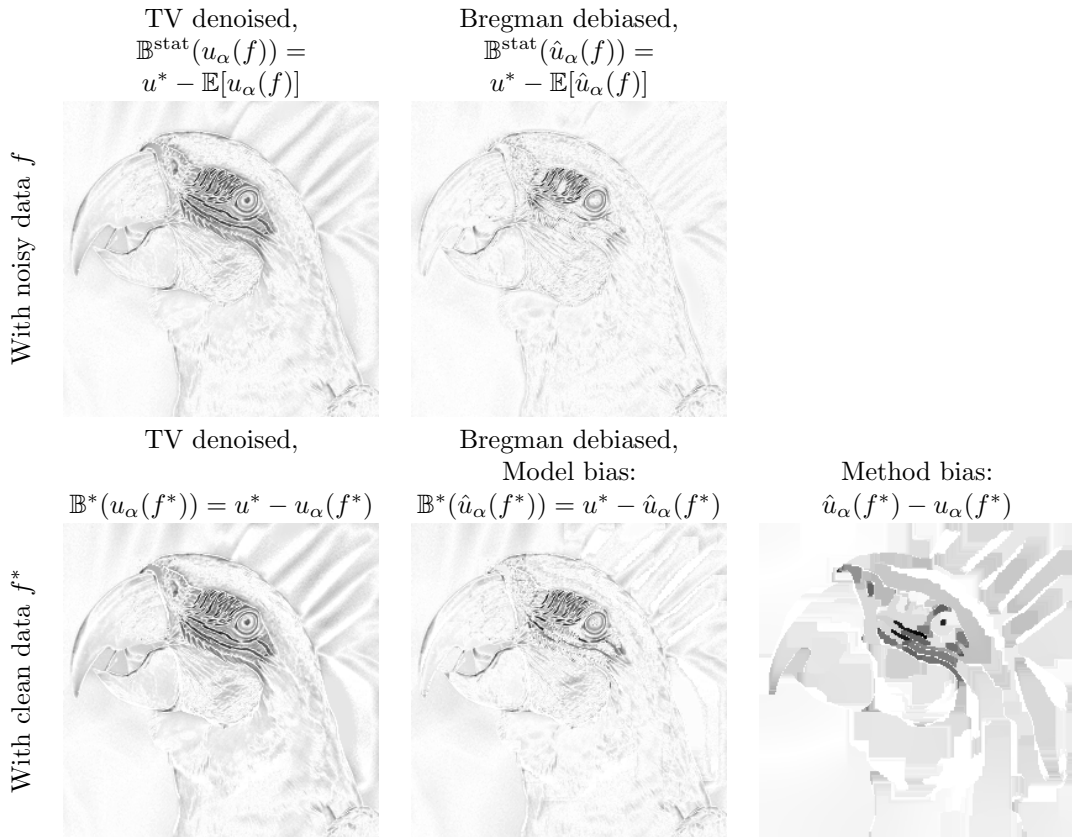 TV denoised,
𝔹^stat(u_α(f)) =
u* − 𝔼[u_α(f)]
Bregman debiased,
𝔹^stat(û_α(f)) =
u* − 𝔼[û_α(f)]
With noisy data f
TV denoised,
𝔹*(u_α(f*)) = u* − u_α(f*)
Bregman debiased,
Model bias:
𝔹*(û_α(f*)) = u* − û_α(f*)
Method bias:
û_α(f*) − u_α(f*)
With clean data f*